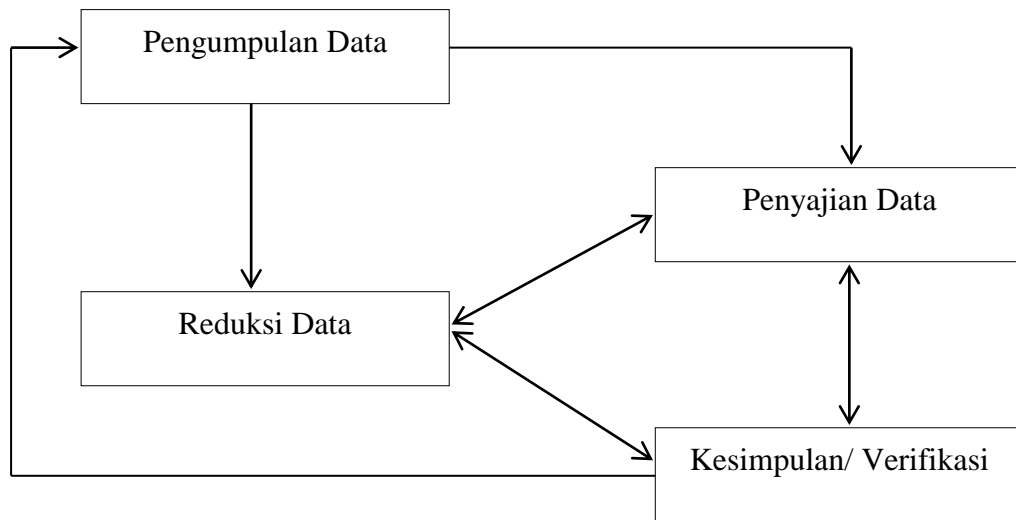 Pengumpulan Data
Penyajian Data
Reduksi Data
Kesimpulan/ Verifikasi